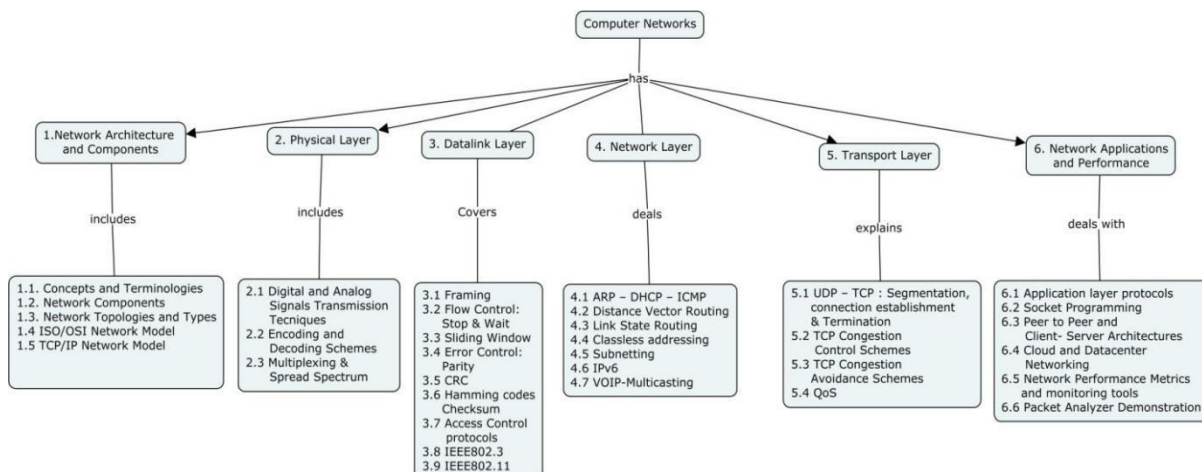 Computer Networks
has
1.Network Architecture
and Components
2. Physical Layer
3. Datalink Layer
4. Network Layer
5. Transport Layer
6. Network Applications
and Performance
includes
includes
Covers
deals
explains
deals with
1.1. Concepts and Terminologies
1.2. Network Components
1.3. Network Topologies and Types
1.4 ISO/OSI Network Model
1.5 TCP/IP Network Model
2.1 Digital and Analog
Signals Transmission
Tecniques
2.2 Encoding and
Decoding Schemes
2.3 Multiplexing &
Spread Spectrum
3.1 Framing
3.2 Flow Control:
Stop & Wait
3.3 Sliding Window
3.4 Error Control:
Parity
3.5 CRC
3.6 Hamming codes
Checksum
3.7 Access Control
protocols
3.8 IEEE802.3
3.9 IEEE802.11
4.1 ARP – DHCP – ICMP
4.2 Distance Vector Routing
4.3 Link State Routing
4.4 Classless addressing
4.5 Subnetting
4.6 IPv6
4.7 VOIP-Multicasting
5.1 UDP – TCP : Segmentation,
connection establishment
& Termination
5.2 TCP Congestion
Control Schemes
5.3 TCP Congestion
Avoidance Schemes
5.4 QoS
6.1 Application layer protocols
6.2 Socket Programming
6.3 Peer to Peer and
Client- Server Architectures
6.4 Cloud and Datacenter
Networking
6.5 Network Performance Metrics
and monitoring tools
6.6 Packet Analyzer Demonstration